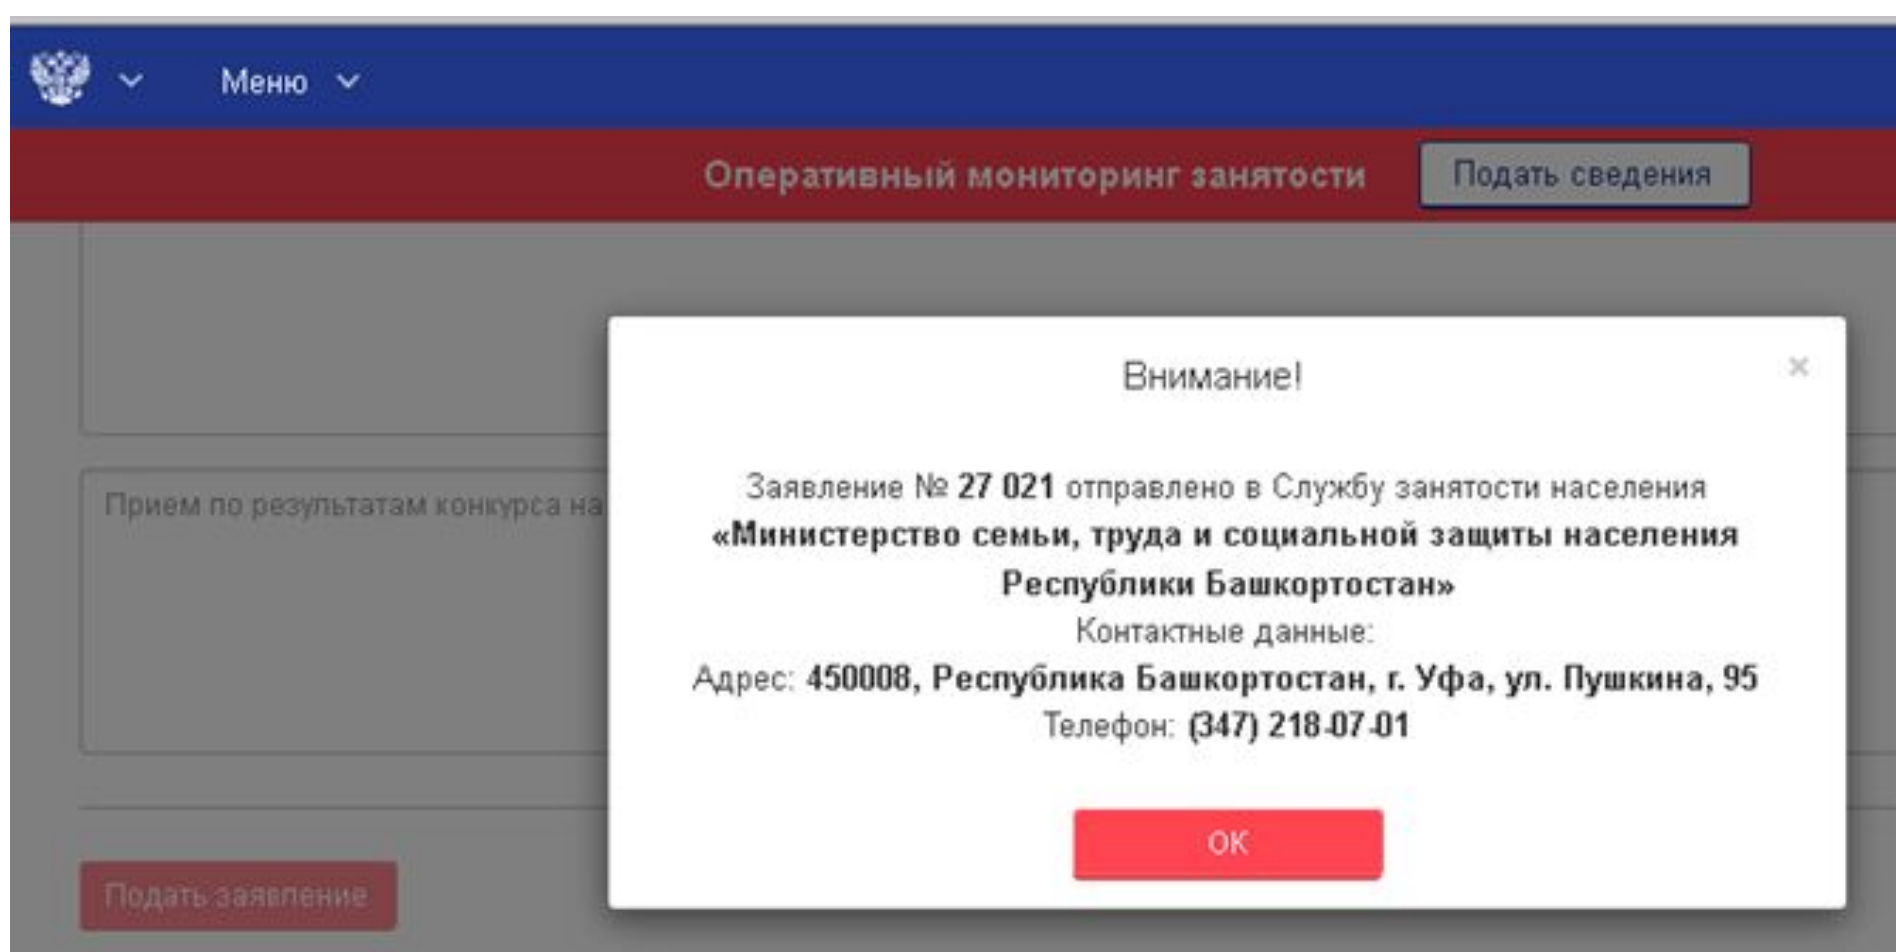 Меню
Оперативный мониторинг занятости
Подать сведения
Внимание!
×
Прием по результатам конкурса на
Заявление № 27 021 отправлено в Службу занятости населения
«Министерство семьи, труда и социальной защиты населения
Республики Башкортостан»
Контактные данные:
Адрес: 450008, Республика Башкортостан, г. Уфа, ул. Пушкина, 95
Телефон: (347) 218-07-01
ОК
Подать заявление